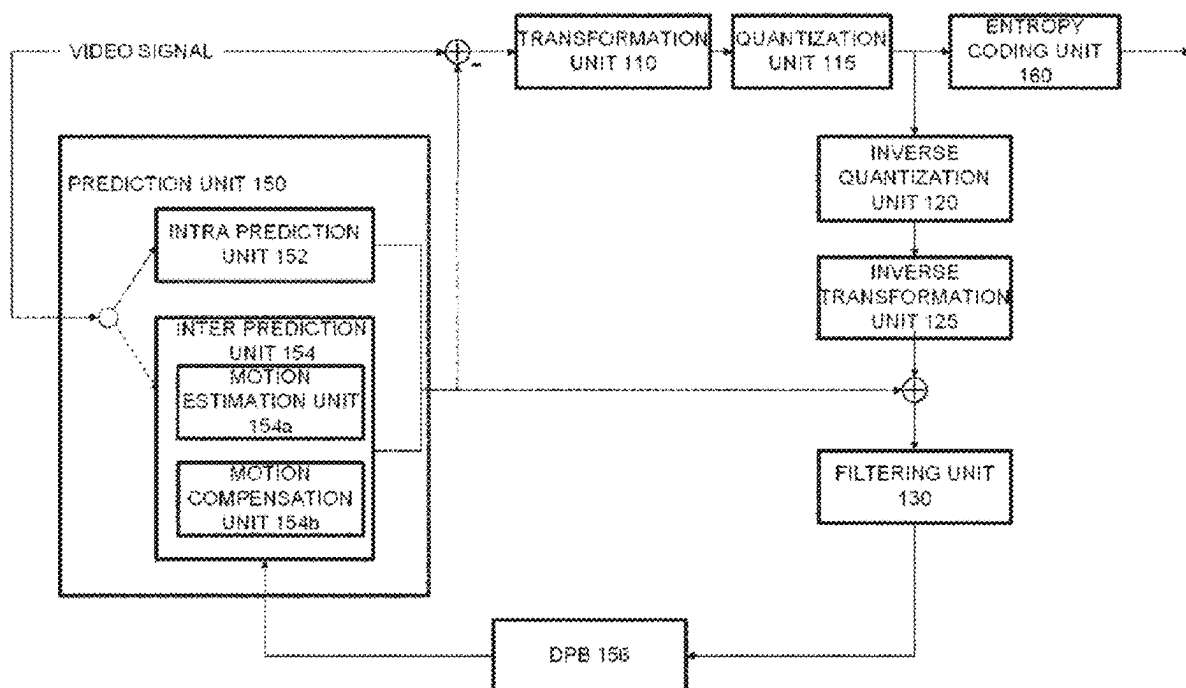 VIDEO SIGNAL
TRANSFORMATION
UNIT 110
QUANTIZATION
UNIT 115
ENTROPY
CODING UNIT
160
INVERSE
QUANTIZATION
UNIT 120
INVERSE
TRANSFORMATION
UNIT 125
PREDICTION UNIT 150
INTRA PREDICTION
UNIT 152
INTER PREDICTION
UNIT 154
MOTION
ESTIMATION UNIT
154a
MOTION
COMPENSATION
UNIT 154b
FILTERING UNIT
130
DPB 156